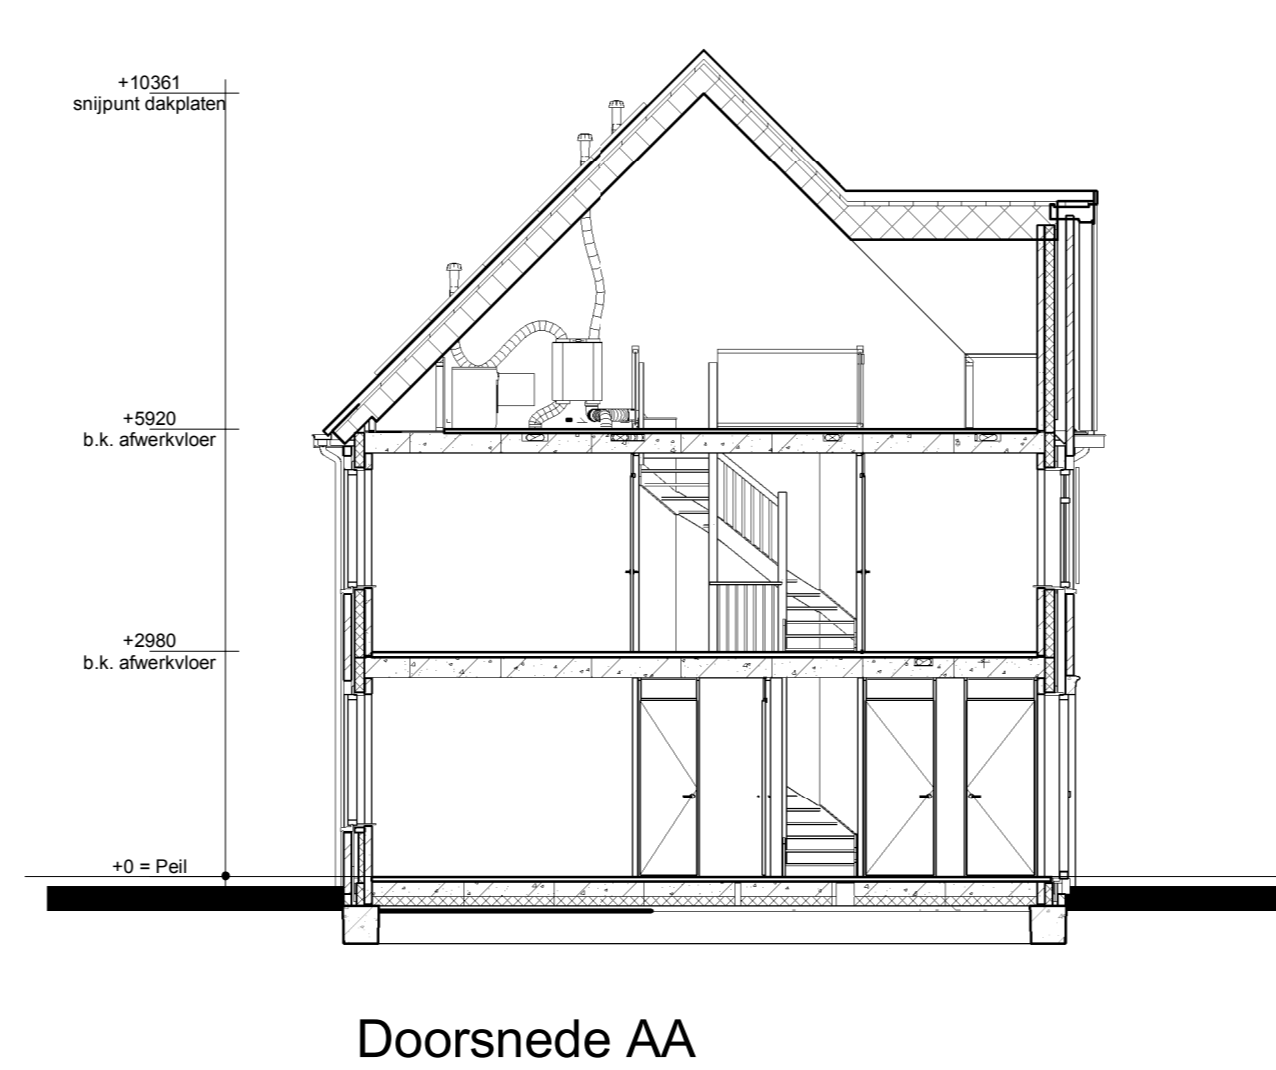 +10361
snijpunt dakplaten
+5920
b.k. afwerkvloer
+2980
b.k. afwerkvloer
+0 = Peil
Doorsnede AA